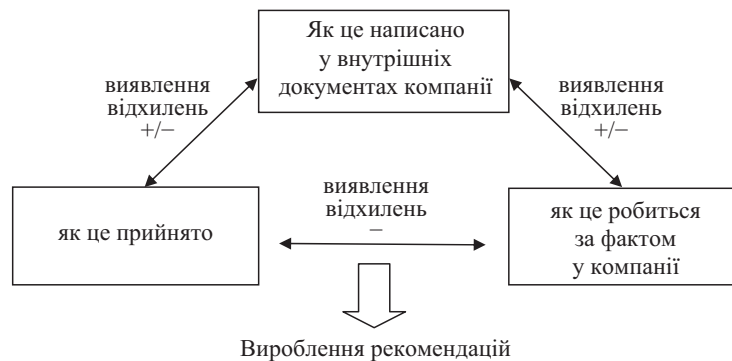 Як це написано
у внутрішніх
документах компанії
виявлення
відхилень
+/−
виявлення
відхилень
+/−
як це прийнято
виявлення
відхилень
−
як це робиться
за фактом
у компанії
Вироблення рекомендацій